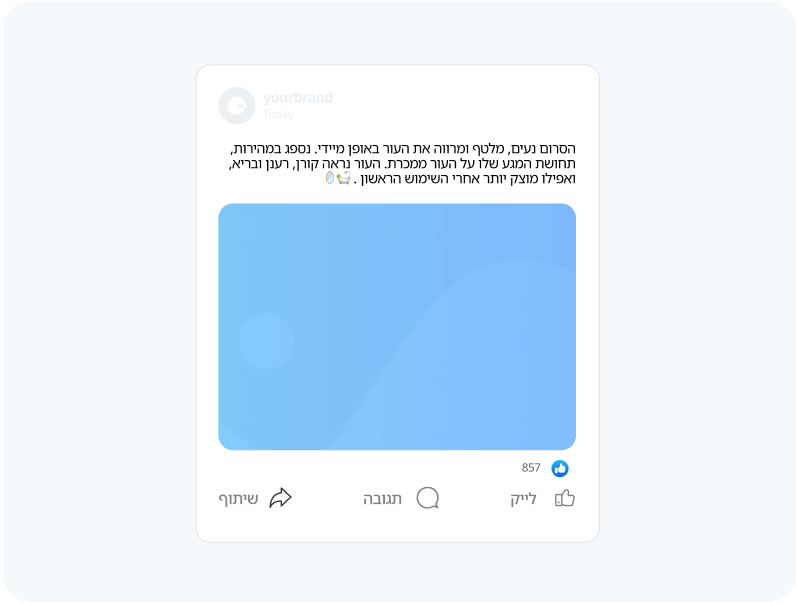 yourbrand
Today
הסרום נעים, מלטף ומרווה את העור באופן מיידי. נספג במהירות,
תחושת המגע שלו על העור ממכרת. העור נראה קורן, רענן ובריא,
ואפילו מוצק יותר אחרי השימוש הראשון . 🛀🪞
857
לייק
תגובה
שיתוף